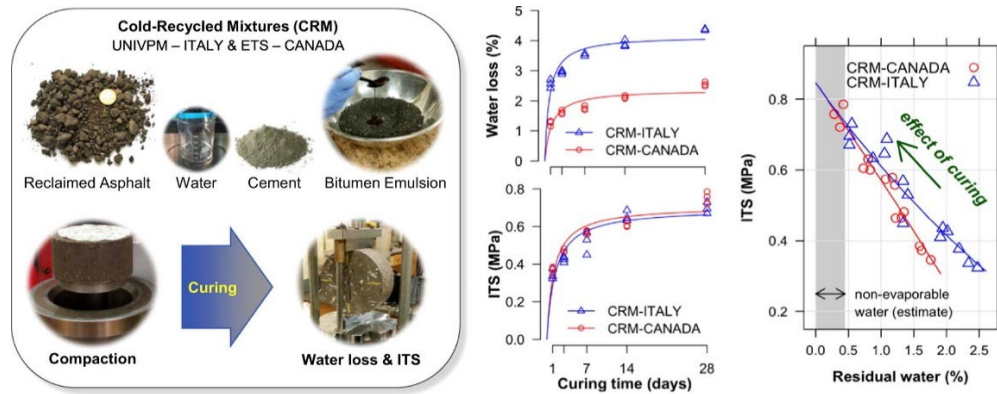 Cold-Recycled Mixtures (CRM)
UNIVPM – ITALY & ETS – CANADA
Reclaimed Asphalt
Water
Cement
Bitumen Emulsion
Curing
Compaction
Water loss & ITS
Water loss (%)
5
4
3
2
1
0
CRM-ITALY
CRM-CANADA
ITS (MPa)
0.8
0.6
0.4
0.2
0.0
CRM-ITALY
CRM-CANADA
1 7 14 28
Curing time (days)
CRM-CANADA
CRM-ITALY
effect of curing
ITS (MPa)
0.8
0.6
0.4
0.2
non-evaporable
water (estimate)
0.0 0.5 1.0 1.5 2.0 2.5
Residual water (%)